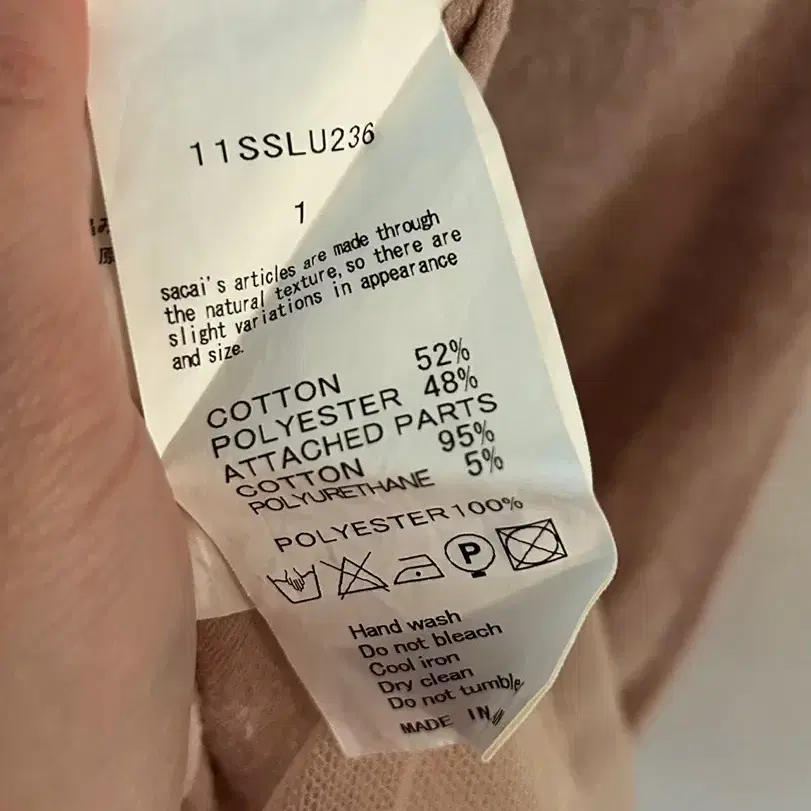 11SSLU236
1
sacai's articles are made through
the natural texture, so there are
slight variations in appearance
and size.
COTTON 52%
POLYESTER 48%
ATTACHED PARTS
COTTON 95%
POLYURETHANE 5%
POLYESTER100%
P
Hand wash
Do not bleach
Cool iron
Dry clean
Do not tumble
MADE IN